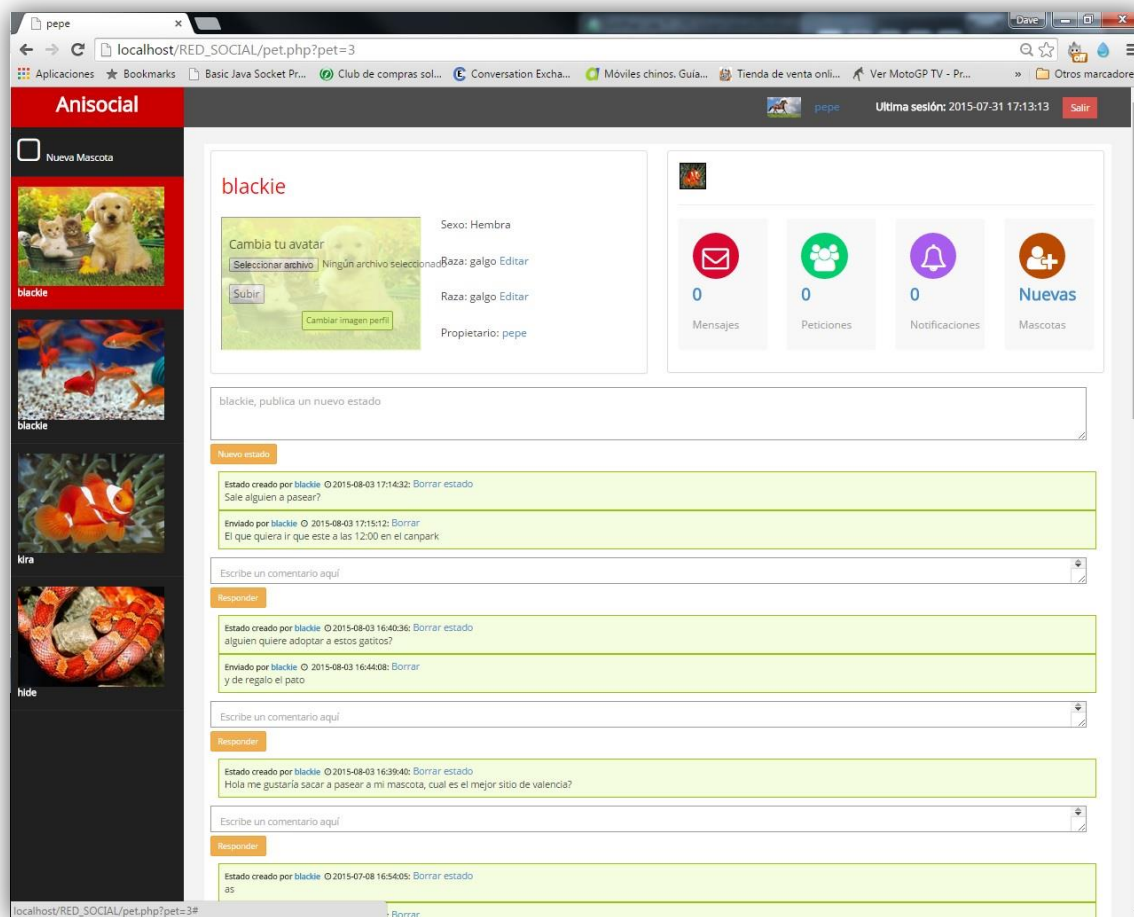 pepe
Dave
localhost/RED_SOCIAL/pet.php?pet=3
Aplicaciones Bookmarks Basic Java Socket Pr... Club de compras sol... Conversation Excha... Móviles chinos. Guía... Tienda de venta onli... Ver MotoGP TV - Pr... » Otros marcadore
Off
Anisocial
pepe Ultima sesión: 2015-07-31 17:13:13 Salir
Nueva Mascota
blackie
blackie
kira
hide
blackie
Cambia tu avatar
Seleccionar archivo Ningún archivo seleccionado
Subir
Cambiar imagen perfil
Sexo: Hembra
Raza: galgo Editar
Raza: galgo Editar
Propietario: pepe
0 0 0 Nuevas
Mensajes Peticiones Notificaciones Mascotas
blackie, publica un nuevo estado
Nuevo estado
Estado creado por blackie 2015-08-03 17:14:32: Borrar estado
Sale alguien a pasear?
Enviado por blackie 2015-08-03 17:15:12: Borrar
El que quiera ir que este a las 12:00 en el canpark
Escribe un comentario aquí
Responder
Estado creado por blackie 2015-08-03 16:40:36: Borrar estado
alguien quiere adoptar a estos gatitos?
Enviado por blackie 2015-08-03 16:44:08: Borrar
y de regalo el pato
Escribe un comentario aquí
Responder
Estado creado por blackie 2015-08-03 16:39:40: Borrar estado
Hola me gustaría sacar a pasear a mi mascota, cual es el mejor sitio de valencia?
Escribe un comentario aquí
Responder
Estado creado por blackie 2015-07-08 16:54:05: Borrar estado
as
Borrar
localhost/RED_SOCIAL/pet.php?pet=3#